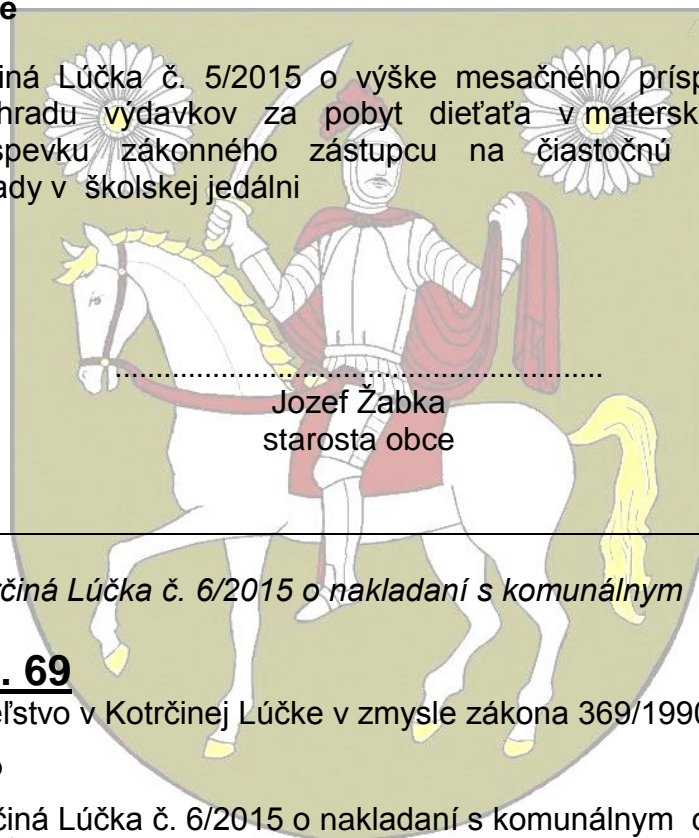 e
iná Lúčka č. 5/2015 o výške mesačného prísp
hradu výdavkov za pobyt dieťaťa v matersk
spevku zákonného zástupcu na čiastočnú
ady v školskej jedálni
............................................................
Jozef Žabka
starosta obce
činá Lúčka č. 6/2015 o nakladaní s komunálnym
. 69
eľstvo v Kotrčinej Lúčke v zmysle zákona 369/1990
činá Lúčka č. 6/2015 o nakladaní s komunálnym